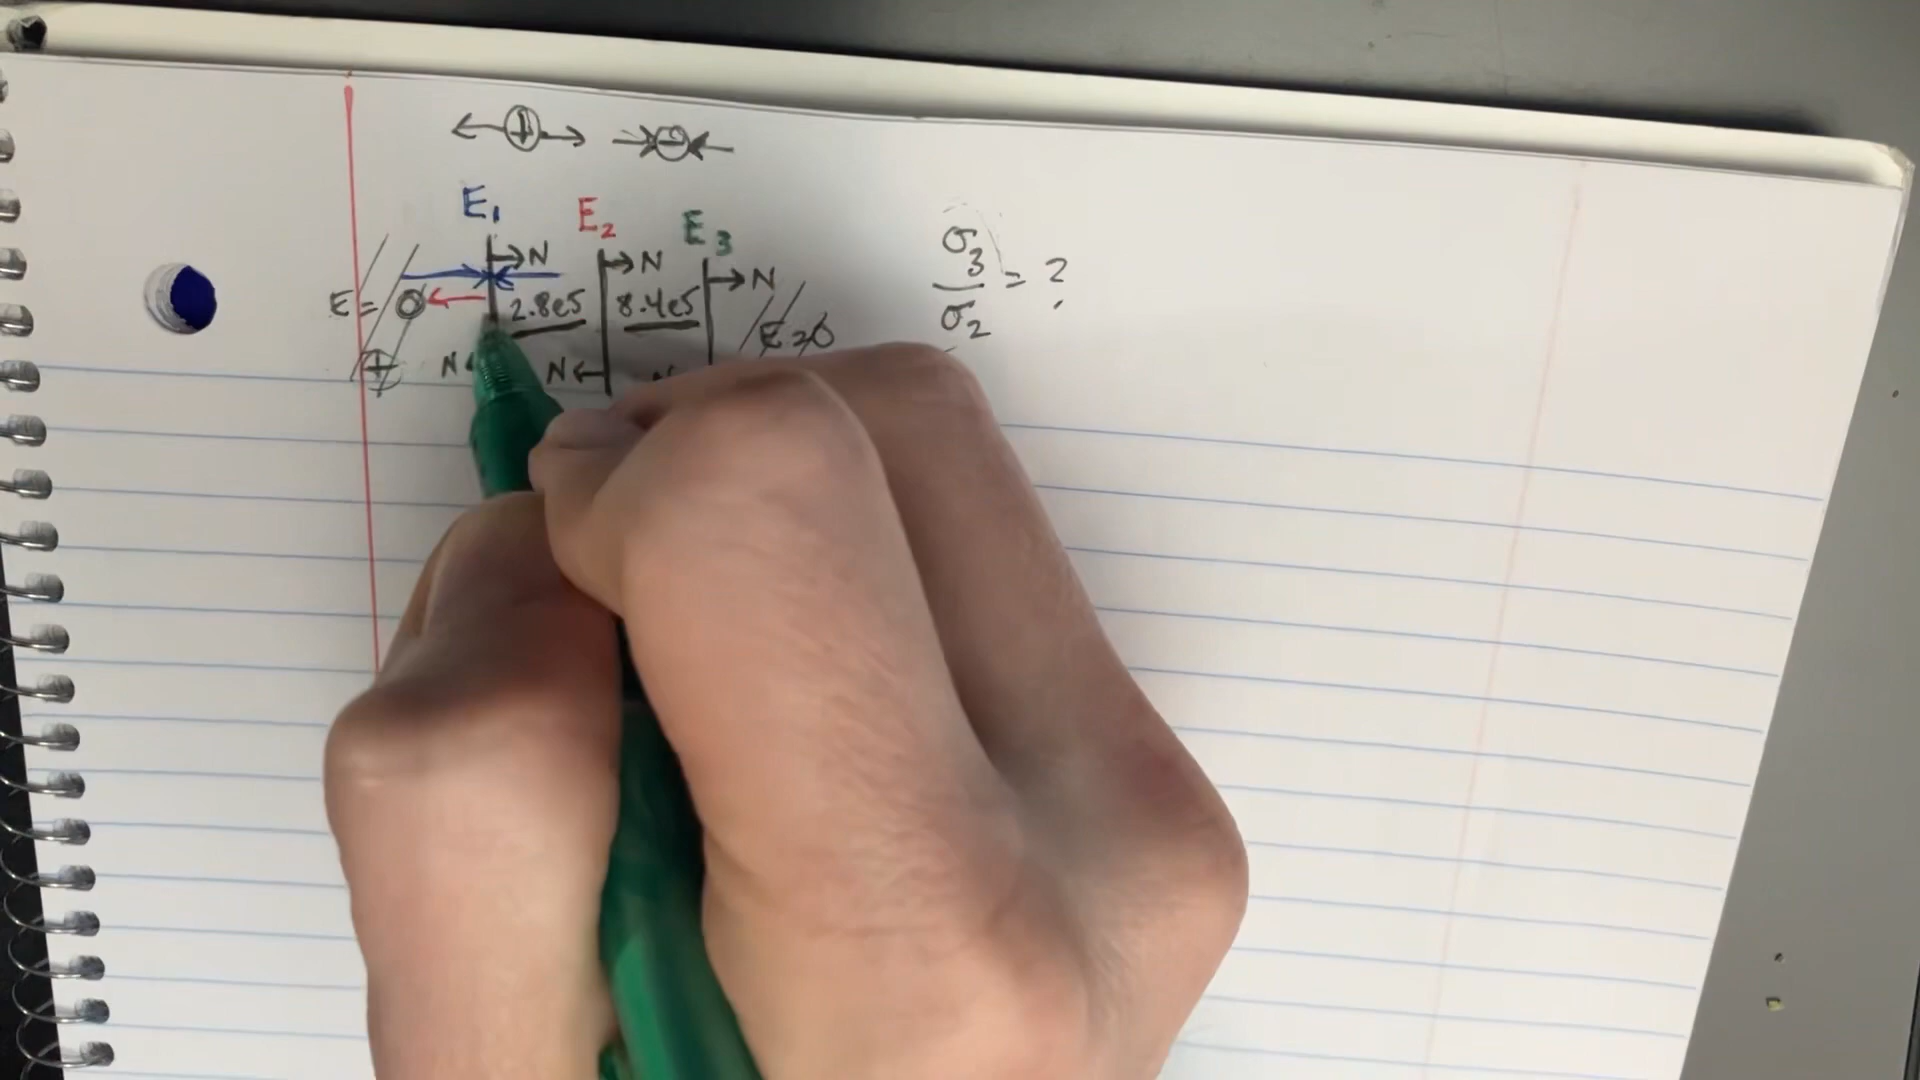 + -
E₁ E₂ E₃
N N N
E = 0 2.8e5 8.4e5 E=0
+ N N N
σ₃/σ₂ = ?